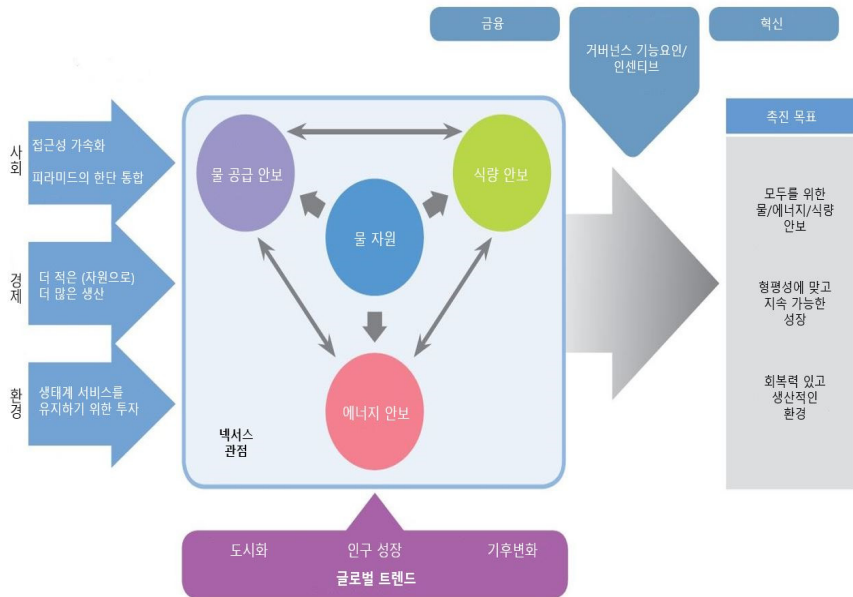 금융
거버넌스 기능요인/
인센티브
혁신
사회
접근성 가속화
피라미드의 한단 통합
경제
더 적은 (자원으로)
더 많은 생산
환경
생태계 서비스를
유지하기 위한 투자
물 공급 안보
식량 안보
물 자원
에너지 안보
넥서스
관점
촉진 목표
모두를 위한
물/에너지/식량
안보
형평성에 맞고
지속 가능한
성장
회복력 있고
생산적인
환경
도시화
인구 성장
기후변화
글로벌 트렌드